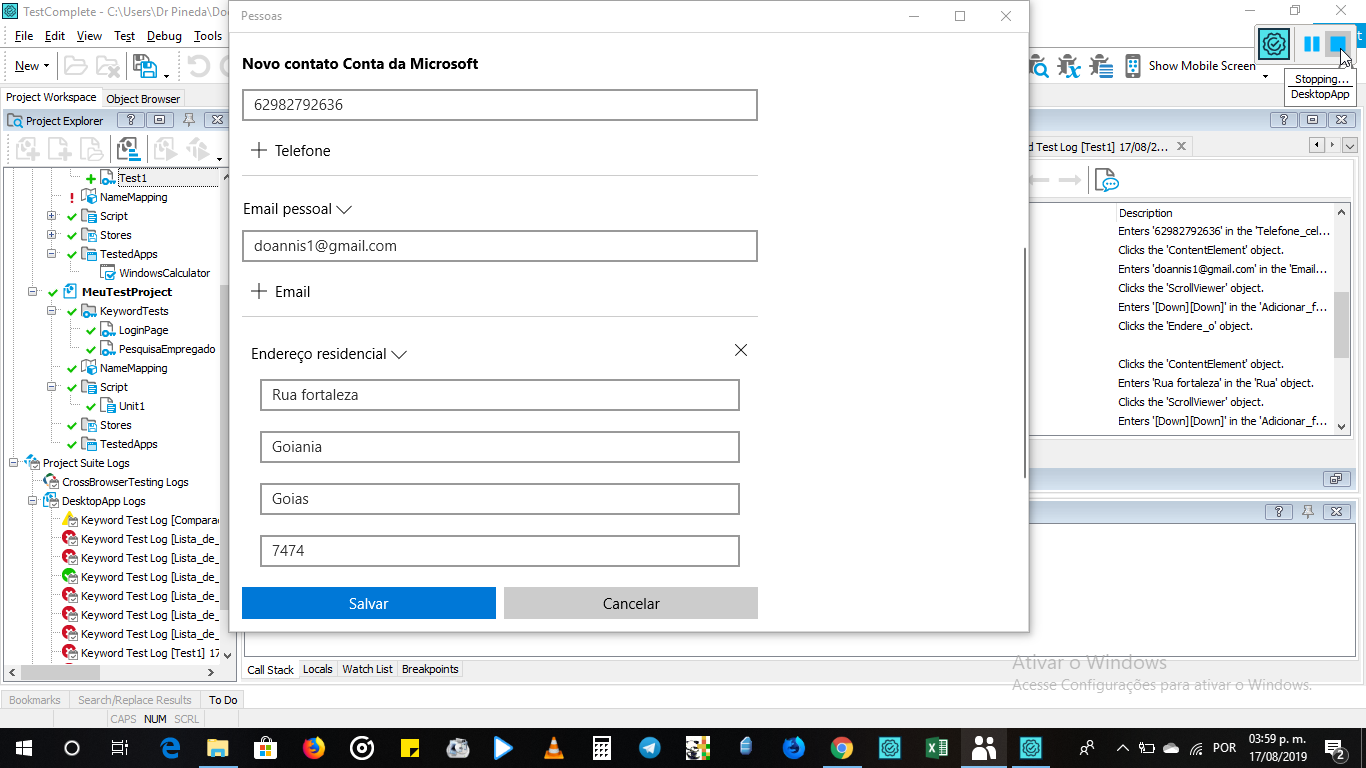 TestComplete - C:\Users\Dr Pineda\Doc
Pessoas
File Edit View Test Debug Tools
New
Show Mobile Screen
Stopping...
DesktopApp
Project Workspace Object Browser
Project Explorer
d Test Log [Test1] 17/08/2...
Test1
NameMapping
Script
Stores
TestedApps
WindowsCalculator
MeuTestProject
KeywordTests
LoginPage
PesquisaEmpregado
NameMapping
Script
Unit1
Stores
TestedApps
Project Suite Logs
CrossBrowserTesting Logs
DesktopApp Logs
Keyword Test Log [Compara
Keyword Test Log [Lista_de_
Keyword Test Log [Lista_de_
Keyword Test Log [Lista_de_
Keyword Test Log [Lista_de_
Keyword Test Log [Lista_de_
Keyword Test Log [Lista_de_
Keyword Test Log [Test1] 17
Novo contato Conta da Microsoft
62982792636
Telefone
Email pessoal
doannis1@gmail.com
Email
Endereço residencial
Rua fortaleza
Goiania
Goias
7474
Salvar Cancelar
Description
Enters '62982792636' in the 'Telefone_cel...
Clicks the 'ContentElement' object.
Enters 'doannis1@gmail.com' in the 'Email...
Clicks the 'ScrollViewer' object.
Enters '[Down][Down]' in the 'Adicionar_f...
Clicks the 'Endere_o' object.
Clicks the 'ContentElement' object.
Enters 'Rua fortaleza' in the 'Rua' object.
Clicks the 'ScrollViewer' object.
Enters '[Down][Down]' in the 'Adicionar_f...
Call Stack Locals Watch List Breakpoints
Ativar o Windows
Acesse Configurações para ativar o Windows.
Bookmarks Search/Replace Results To Do
CAPS NUM SCRL
POR
03:59 p. m.
17/08/2019
2